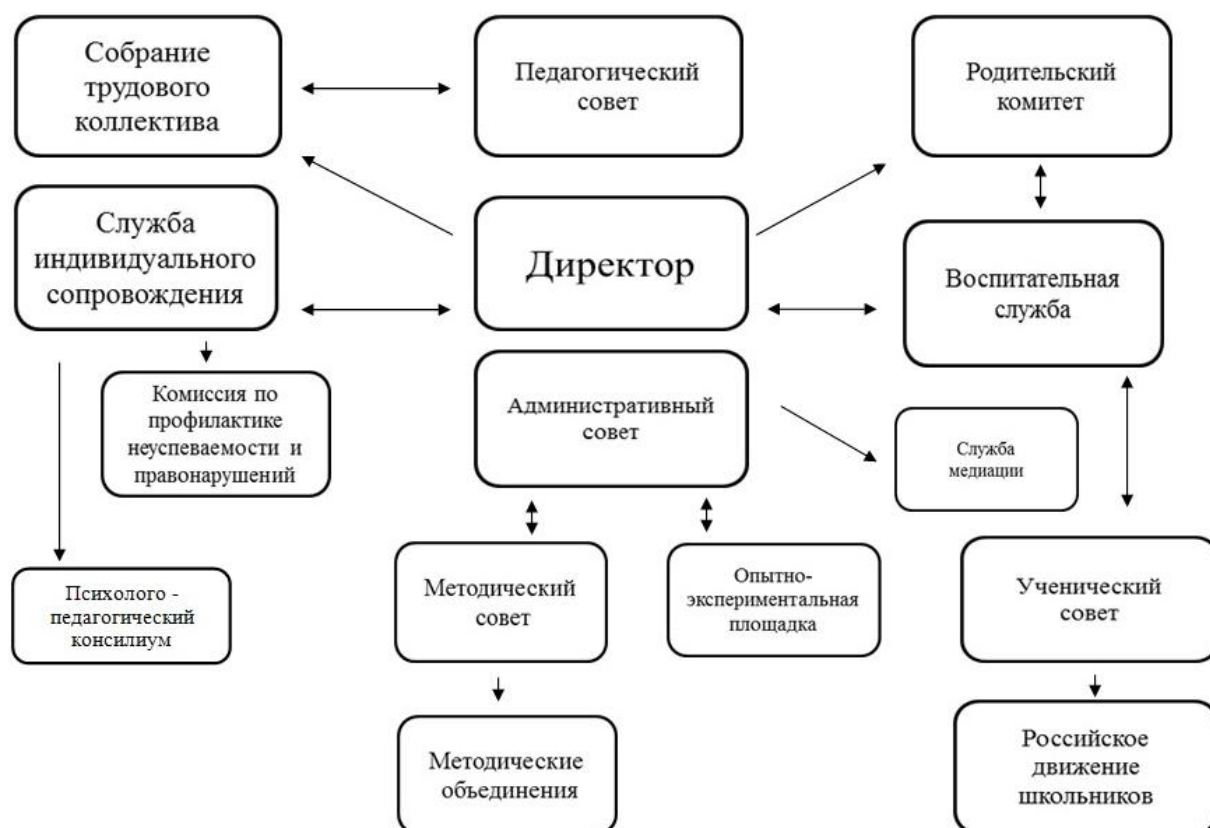 Собрание
трудового
коллектива
Педагогический
совет
Родительский
комитет
Служба
индивидуального
сопровождения
Директор
Воспитательная
служба
Комиссия по
профилактике
неуспеваемости и
правонарушений
Административный
совет
Служба
медиации
Психолого -
педагогический
консилиум
Методический
совет
Опытно-
экспериментальная
площадка
Ученический
совет
Методические
объединения
Российское
движение
школьников